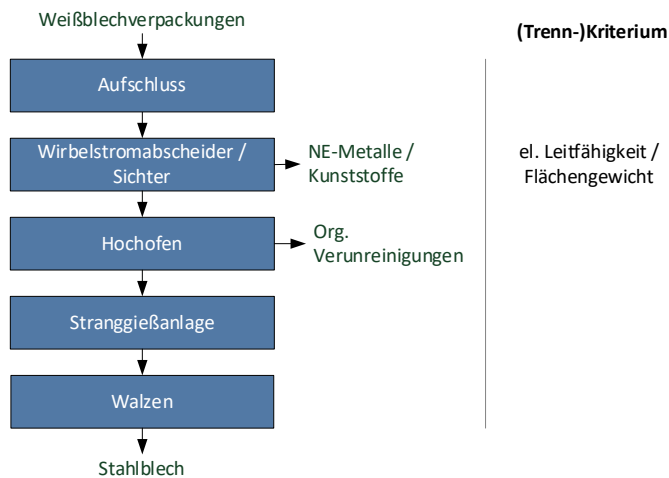 Weißblechverpackungen
(Trenn-)Kriterium
Aufschluss
Wirbelstromabscheider /
Sichter
NE-Metalle /
Kunststoffe
el. Leitfähigkeit /
Flächengewicht
Hochofen
Org.
Verunreinigungen
Stranggießanlage
Walzen
Stahlblech